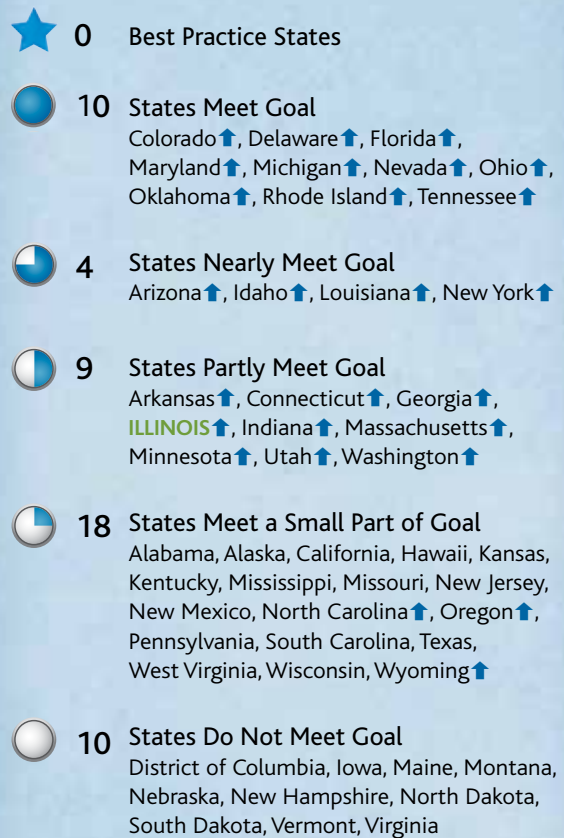 0 Best Practice States
10 States Meet Goal
Colorado⬆, Delaware⬆, Florida⬆,
Maryland⬆, Michigan⬆, Nevada⬆, Ohio⬆,
Oklahoma⬆, Rhode Island⬆, Tennessee⬆
4 States Nearly Meet Goal
Arizona⬆, Idaho⬆, Louisiana⬆, New York⬆
9 States Partly Meet Goal
Arkansas⬆, Connecticut⬆, Georgia⬆,
ILLINOIS⬆, Indiana⬆, Massachusetts⬆,
Minnesota⬆, Utah⬆, Washington⬆
18 States Meet a Small Part of Goal
Alabama, Alaska, California, Hawaii, Kansas,
Kentucky, Mississippi, Missouri, New Jersey,
New Mexico, North Carolina⬆, Oregon⬆,
Pennsylvania, South Carolina, Texas,
West Virginia, Wisconsin, Wyoming⬆
10 States Do Not Meet Goal
District of Columbia, Iowa, Maine, Montana,
Nebraska, New Hampshire, North Dakota,
South Dakota, Vermont, Virginia